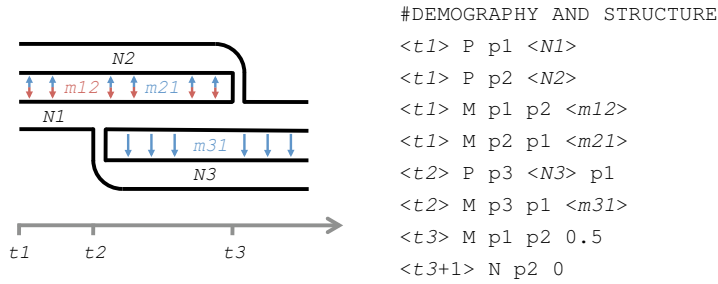 N2
m12 m21
N1
m31
N3
t1 t2 t3
#DEMOGRAPHY AND STRUCTURE
<t1> P p1 <N1>
<t1> P p2 <N2>
<t1> M p1 p2 <m12>
<t1> M p2 p1 <m21>
<t2> P p3 <N3> p1
<t2> M p3 p1 <m31>
<t3> M p1 p2 0.5
<t3+1> N p2 0